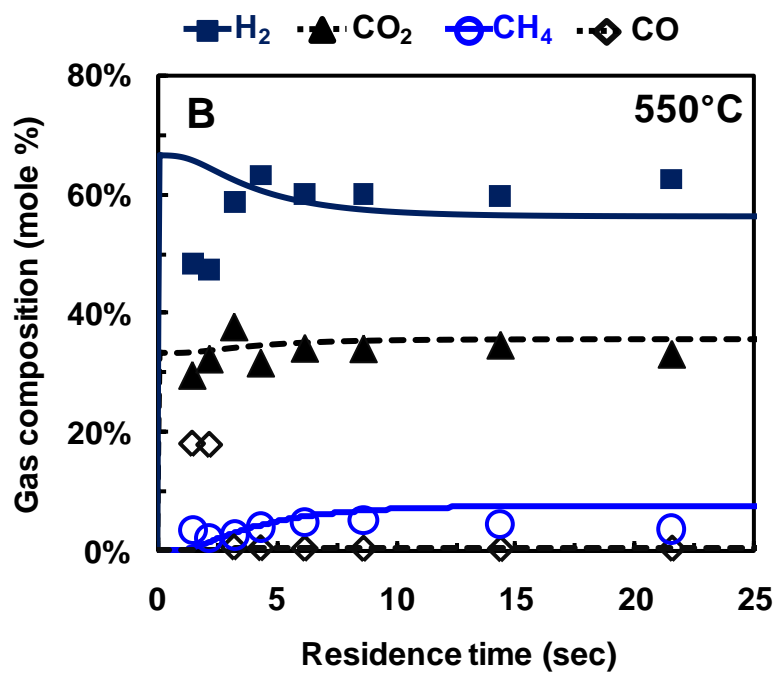 H₂ CO₂ CH₄ CO
80%
B 550°C
60%
40%
20%
0%
0 5 10 15 20 25
Gas composition (mole %)
Residence time (sec)